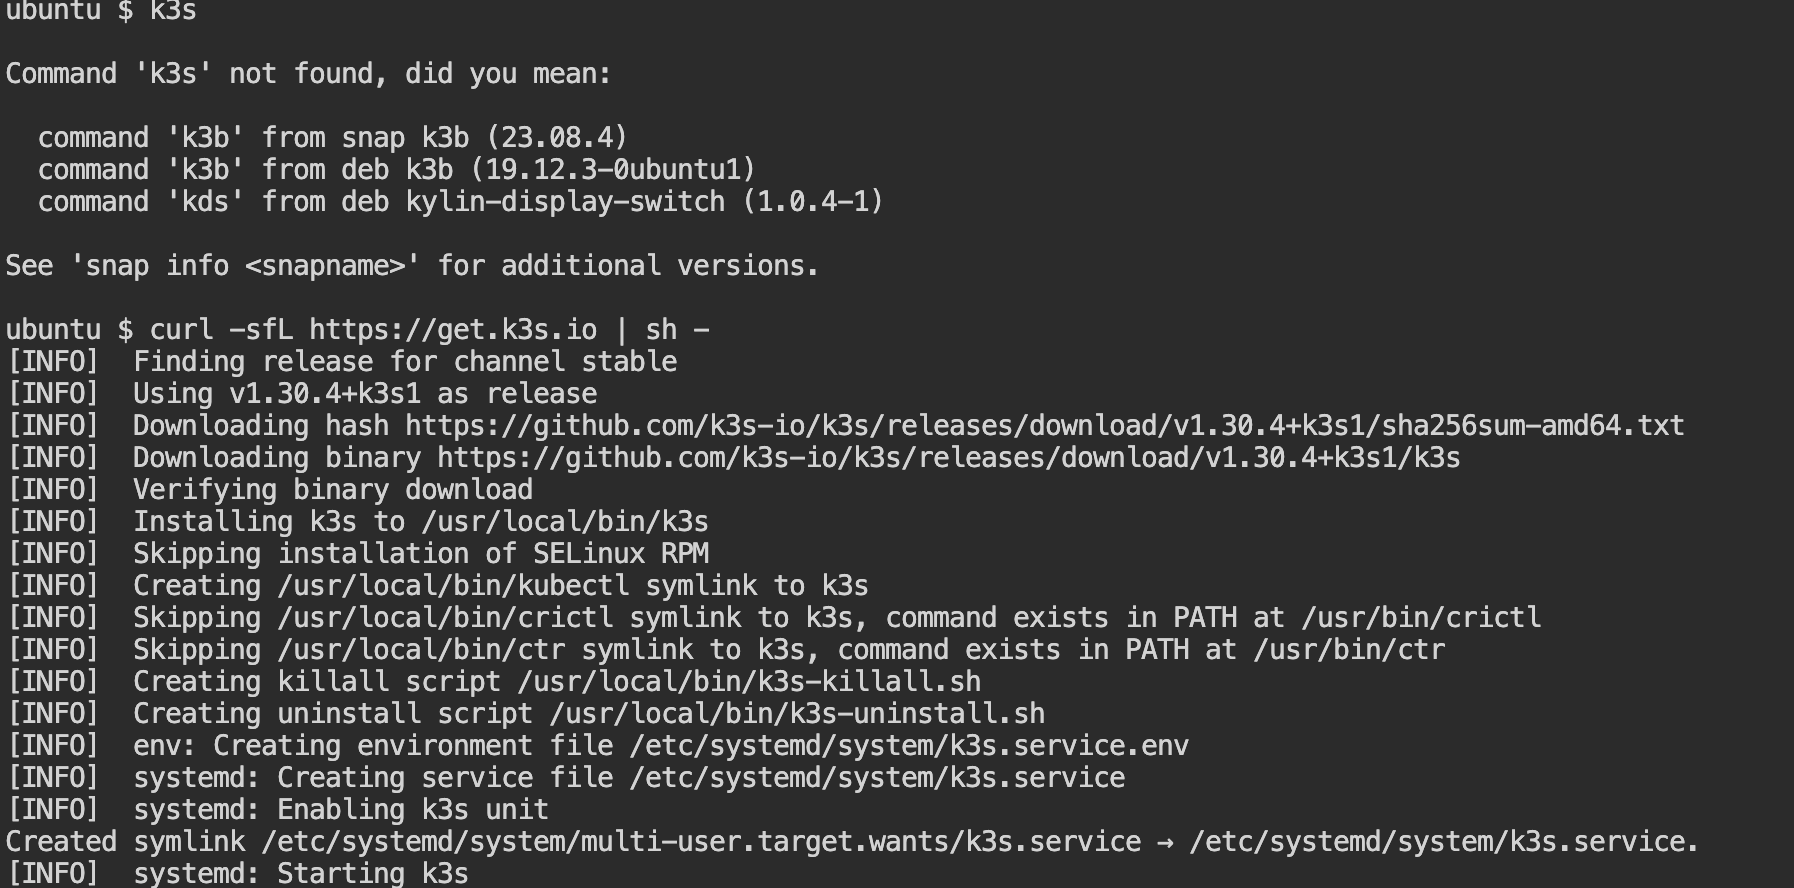 ubuntu $ k3s
Command 'k3s' not found, did you mean:
command 'k3b' from snap k3b (23.08.4)
command 'k3b' from deb k3b (19.12.3-0ubuntu1)
command 'kds' from deb kylin-display-switch (1.0.4-1)
See 'snap info <snapname>' for additional versions.
ubuntu $ curl -sfL https://get.k3s.io | sh -
[INFO]  Finding release for channel stable
[INFO]  Using v1.30.4+k3s1 as release
[INFO]  Downloading hash https://github.com/k3s-io/k3s/releases/download/v1.30.4+k3s1/sha256sum-amd64.txt
[INFO]  Downloading binary https://github.com/k3s-io/k3s/releases/download/v1.30.4+k3s1/k3s
[INFO]  Verifying binary download
[INFO]  Installing k3s to /usr/local/bin/k3s
[INFO]  Skipping installation of SELinux RPM
[INFO]  Creating /usr/local/bin/kubectl symlink to k3s
[INFO]  Skipping /usr/local/bin/crictl symlink to k3s, command exists in PATH at /usr/bin/crictl
[INFO]  Skipping /usr/local/bin/ctr symlink to k3s, command exists in PATH at /usr/bin/ctr
[INFO]  Creating killall script /usr/local/bin/k3s-killall.sh
[INFO]  Creating uninstall script /usr/local/bin/k3s-uninstall.sh
[INFO]  env: Creating environment file /etc/systemd/system/k3s.service.env
[INFO]  systemd: Creating service file /etc/systemd/system/k3s.service
[INFO]  systemd: Enabling k3s unit
Created symlink /etc/systemd/system/multi-user.target.wants/k3s.service → /etc/systemd/system/k3s.service.
[INFO]  systemd: Starting k3s